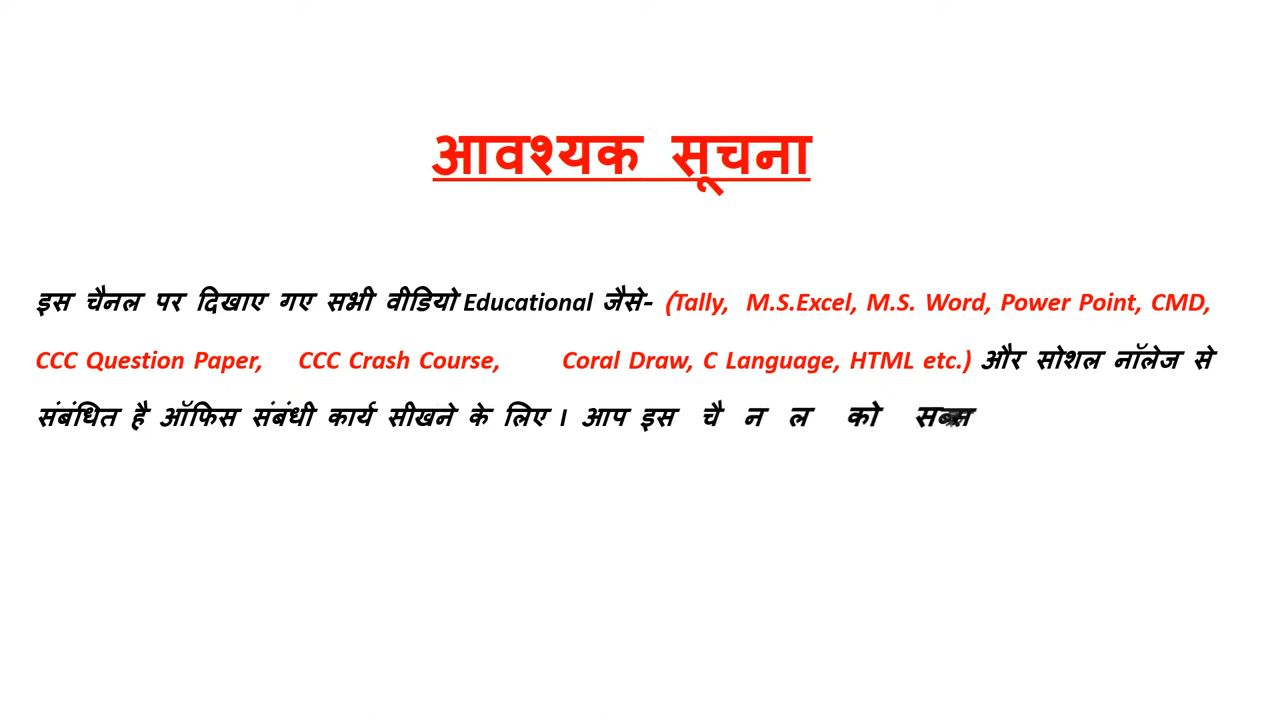 आवश्यक सूचना
इस चैनल पर दिखाए गए सभी वीडियो Educational जैसे- (Tally, M.S.Excel, M.S. Word, Power Point, CMD,
CCC Question Paper, CCC Crash Course, Coral Draw, C Language, HTML etc.) और सोशल नॉलेज से
संबंधित है ऑफिस संबंधी कार्य सीखने के लिए । आप इस चैनल को